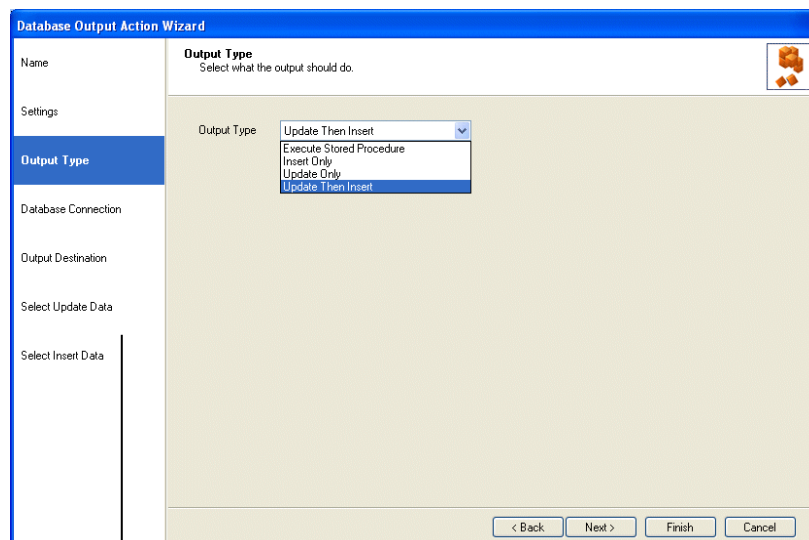 Database Output Action Wizard
Name
Settings
Output Type
Database Connection
Output Destination
Select Update Data
Select Insert Data
Output Type
Select what the output should do.
Output Type
Update Then Insert
Execute Stored Procedure
Insert Only
Update Only
Update Then Insert
< Back
Next >
Finish
Cancel